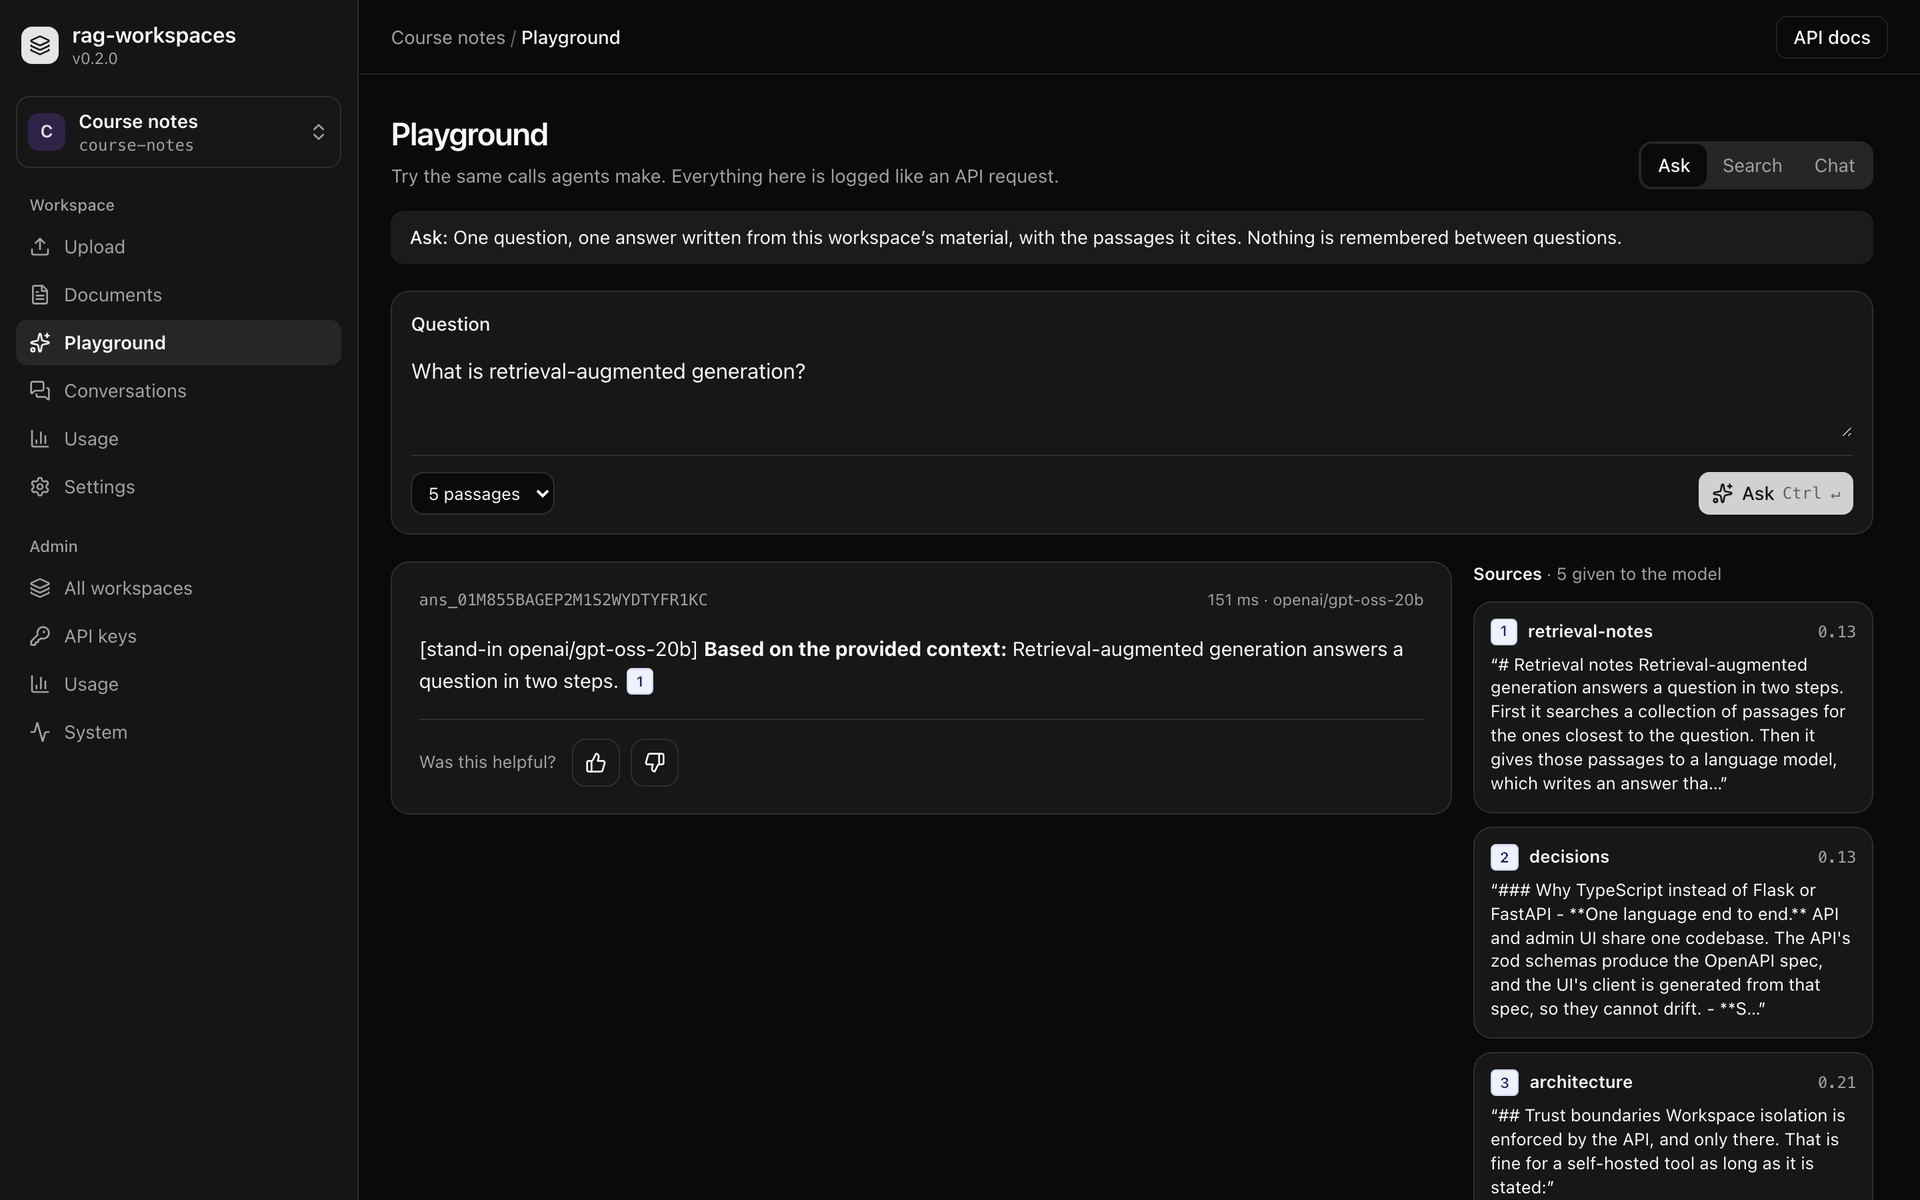 rag-workspaces
v0.2.0
C
Course notes
course-notes
Workspace
Upload
Documents
Playground
Conversations
Usage
Settings
Admin
All workspaces
API keys
Usage
System
Course notes / Playground
API docs
Playground
Try the same calls agents make. Everything here is logged like an API request.
Ask
Search
Chat
Ask: One question, one answer written from this workspace’s material, with the passages it cites. Nothing is remembered between questions.
Question
What is retrieval-augmented generation?
5 passages
Ask Ctrl ↵
ans_01M855BAGEP2M1S2WYDTYFR1KC
151 ms · openai/gpt-oss-20b
[stand-in openai/gpt-oss-20b] Based on the provided context: Retrieval-augmented generation answers a
question in two steps. 1
Was this helpful?
Sources · 5 given to the model
1 retrieval-notes 0.13
“# Retrieval notes Retrieval-augmented
generation answers a question in two steps.
First it searches a collection of passages for
the ones closest to the question. Then it
gives those passages to a language model,
which writes an answer tha…”
2 decisions 0.13
“### Why TypeScript instead of Flask or
FastAPI - **One language end to end.** API
and admin UI share one codebase. The API's
zod schemas produce the OpenAPI spec,
and the UI's client is generated from that
spec, so they cannot drift. - **S…”
3 architecture 0.21
“## Trust boundaries Workspace isolation is
enforced by the API, and only there. That is
fine for a self-hosted tool as long as it is
stated:”